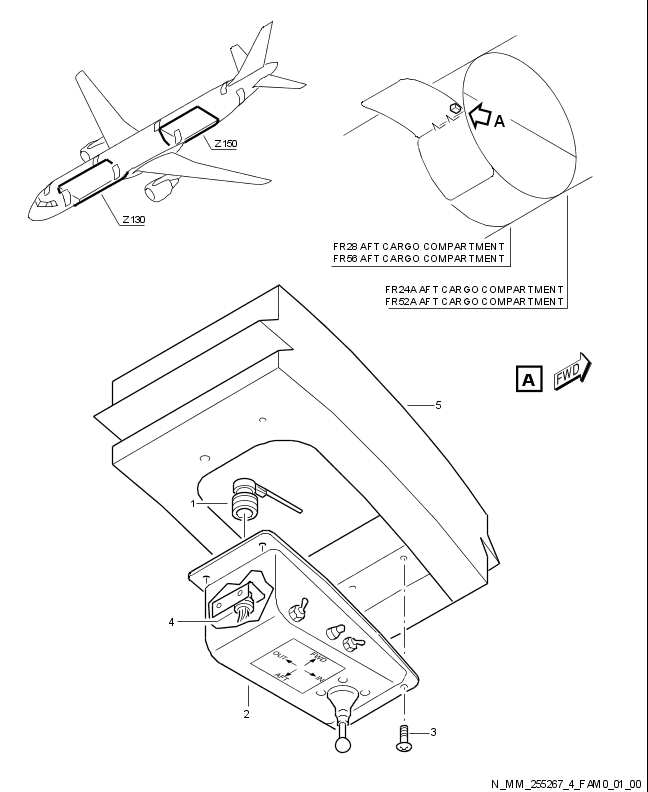 Z150
A
Z130
FR28 AFT CARGO COMPARTMENT
FR56 AFT CARGO COMPARTMENT
FR24A AFT CARGO COMPARTMENT
FR52A AFT CARGO COMPARTMENT
A FWD
5
1
4
OUT FWD
AFT IN
2
3
N_MM_255267_4_FAM0_01_00